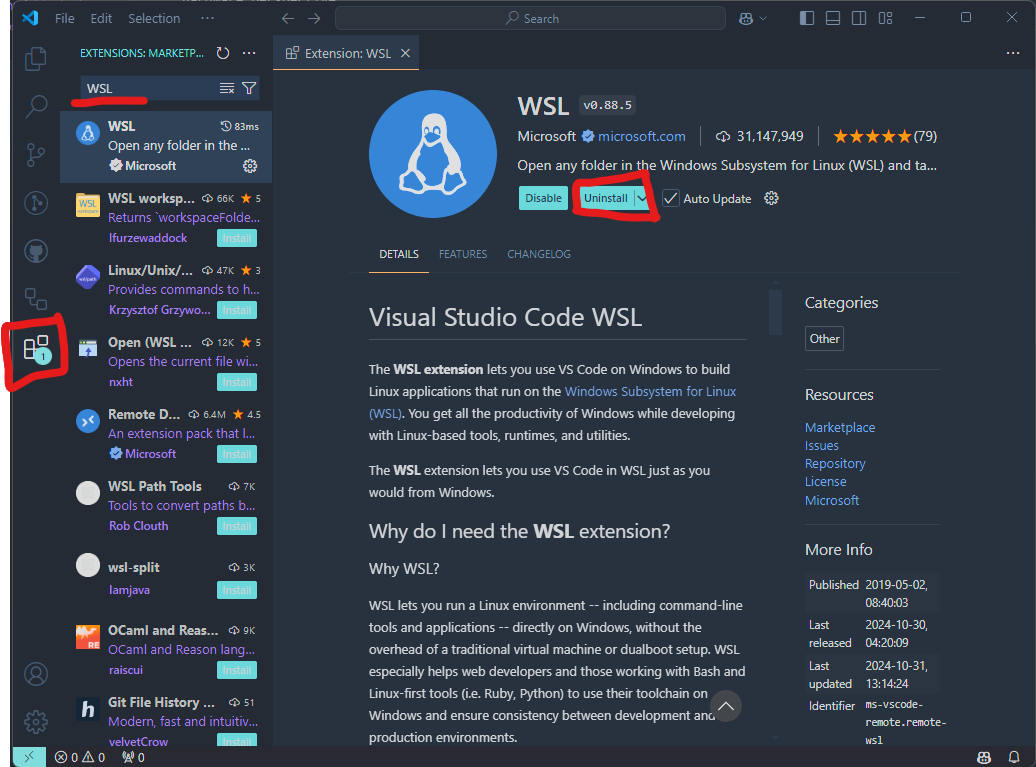 File Edit Selection ...
Search
EXTENSIONS: MARKETP...
Extension: WSL
WSL
WSL
83ms
Open any folder in the ...
Microsoft
WSL worksp... 66K 5
Returns `workspaceFolde...
lfurzewaddock
Install
Linux/Unix/... 47K 3
Provides commands to h...
Krzysztof Grzywo...
Install
Open (WSL ... 12K 5
Opens the current file wi...
nxht
Install
Remote D... 6.4M 4.5
An extension pack that l...
Microsoft
Install
WSL Path Tools 7K
Tools to convert paths b...
Rob Clouth
Install
wsl-split 3K
lamjava
Install
OCaml and Reas... 9K
OCaml and Reason lang...
raiscui
Install
Git File History ... 51
Modern, fast and intuitiv...
velvetCrow
Install
WSL
workspace
RE
h
1
WSL v0.88.5
Microsoft microsoft.com 31,147,949 (79)
Open any folder in the Windows Subsystem for Linux (WSL) and ta...
Disable
Uninstall
Auto Update
DETAILS FEATURES CHANGELOG
Visual Studio Code WSL
The WSL extension lets you use VS Code on Windows to build
Linux applications that run on the Windows Subsystem for Linux
(WSL). You get all the productivity of Windows while developing
with Linux-based tools, runtimes, and utilities.
The WSL extension lets you use VS Code in WSL just as you
would from Windows.
Why do I need the WSL extension?
Why WSL?
WSL lets you run a Linux environment -- including command-line
tools and applications -- directly on Windows, without the
overhead of a traditional virtual machine or dualboot setup. WSL
especially helps web developers and those working with Bash and
Linux-first tools (i.e. Ruby, Python) to use their toolchain on
Windows and ensure consistency between development and
production environments.
Categories
Other
Resources
Marketplace
Issues
Repository
License
Microsoft
More Info
Published 2019-05-02,
08:40:03
Last 2024-10-30,
released 04:20:09
Last 2024-10-31,
updated 13:14:24
Identifier ms-vscode-
remote.remote-
wsl
0 0 0